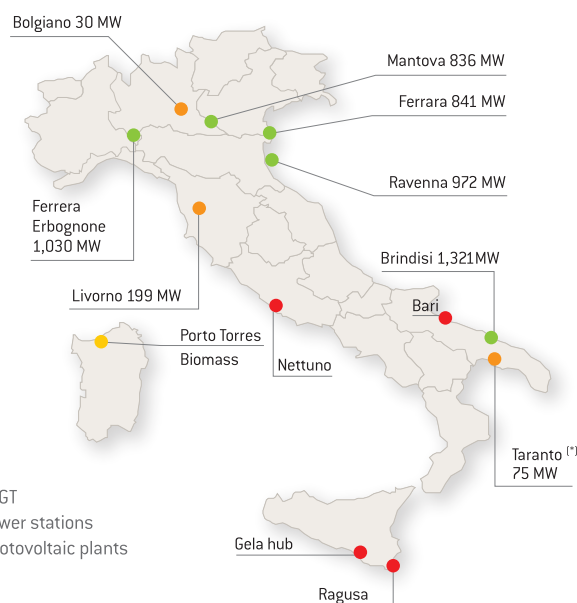 Bolgiano 30 MW
Mantova 836 MW
Ferrara 841 MW
Ravenna 972 MW
Ferrera
Erbognone
1,030 MW
Brindisi 1,321MW
Livorno 199 MW
Bari
Porto Torres
Biomass
Nettuno
Taranto (*)
75 MW
GT
wer stations
otovoltaic plants
Gela hub
Ragusa